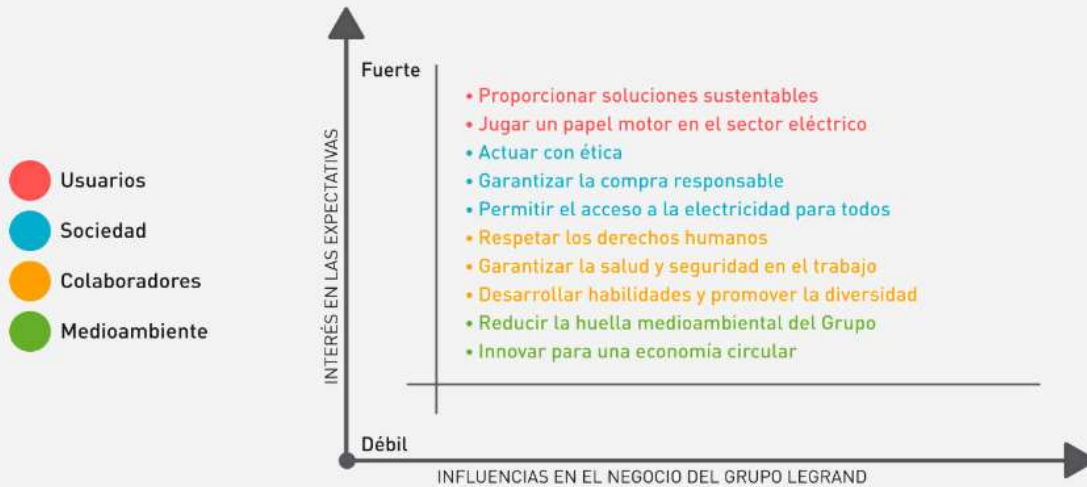 Usuarios
Sociedad
Colaboradores
Medioambiente
INTERÉS EN LAS EXPECTATIVAS
Fuerte
• Proporcionar soluciones sustentables
• Jugar un papel motor en el sector eléctrico
• Actuar con ética
• Garantizar la compra responsable
• Permitir el acceso a la electricidad para todos
• Respetar los derechos humanos
• Garantizar la salud y seguridad en el trabajo
• Desarrollar habilidades y promover la diversidad
• Reducir la huella medioambiental del Grupo
• Innovar para una economía circular
Débil
INFLUENCIAS EN EL NEGOCIO DEL GRUPO LEGRAND